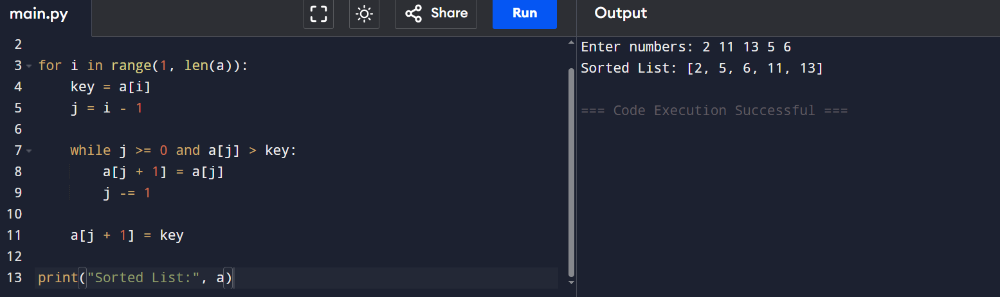 main.py
Share
Run
Output
2
3 for i in range(1, len(a)):
4     key = a[i]
5     j = i - 1
6
7     while j >= 0 and a[j] > key:
8         a[j + 1] = a[j]
9         j -= 1
10
11     a[j + 1] = key
12
13 print("Sorted List:", a)
Enter numbers: 2 11 13 5 6
Sorted List: [2, 5, 6, 11, 13]
=== Code Execution Successful ===